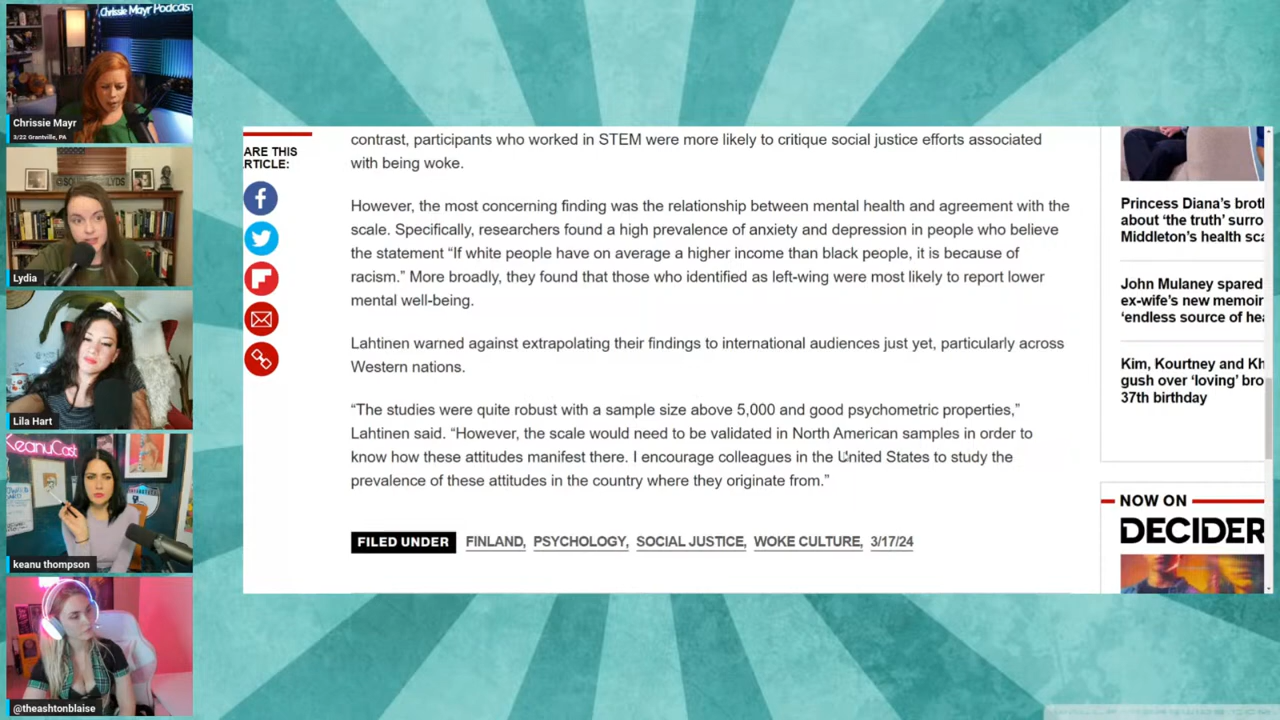 Chrissie Mayr Podcast
Chrissie Mayr
3/22 Grantville, PA
Lydia
Lila Hart
KeanuCast
keanu thompson
@theashtonblaise
ARE THIS
RTICLE:
contrast, participants who worked in STEM were more likely to critique social justice efforts associated
with being woke.
However, the most concerning finding was the relationship between mental health and agreement with the
scale. Specifically, researchers found a high prevalence of anxiety and depression in people who believe
the statement “If white people have on average a higher income than black people, it is because of
racism.” More broadly, they found that those who identified as left-wing were most likely to report lower
mental well-being.
Lahtinen warned against extrapolating their findings to international audiences just yet, particularly across
Western nations.
“The studies were quite robust with a sample size above 5,000 and good psychometric properties,”
Lahtinen said. “However, the scale would need to be validated in North American samples in order to
know how these attitudes manifest there. I encourage colleagues in the United States to study the
prevalence of these attitudes in the country where they originate from.”
FILED UNDER FINLAND, PSYCHOLOGY, SOCIAL JUSTICE, WOKE CULTURE, 3/17/24
Princess Diana’s brot
about ‘the truth’ surro
Middleton’s health sca
John Mulaney spared
ex-wife’s new memoir
‘endless source of hea
Kim, Kourtney and Kh
gush over ‘loving’ bro
37th birthday
NOW ON
DECIDER